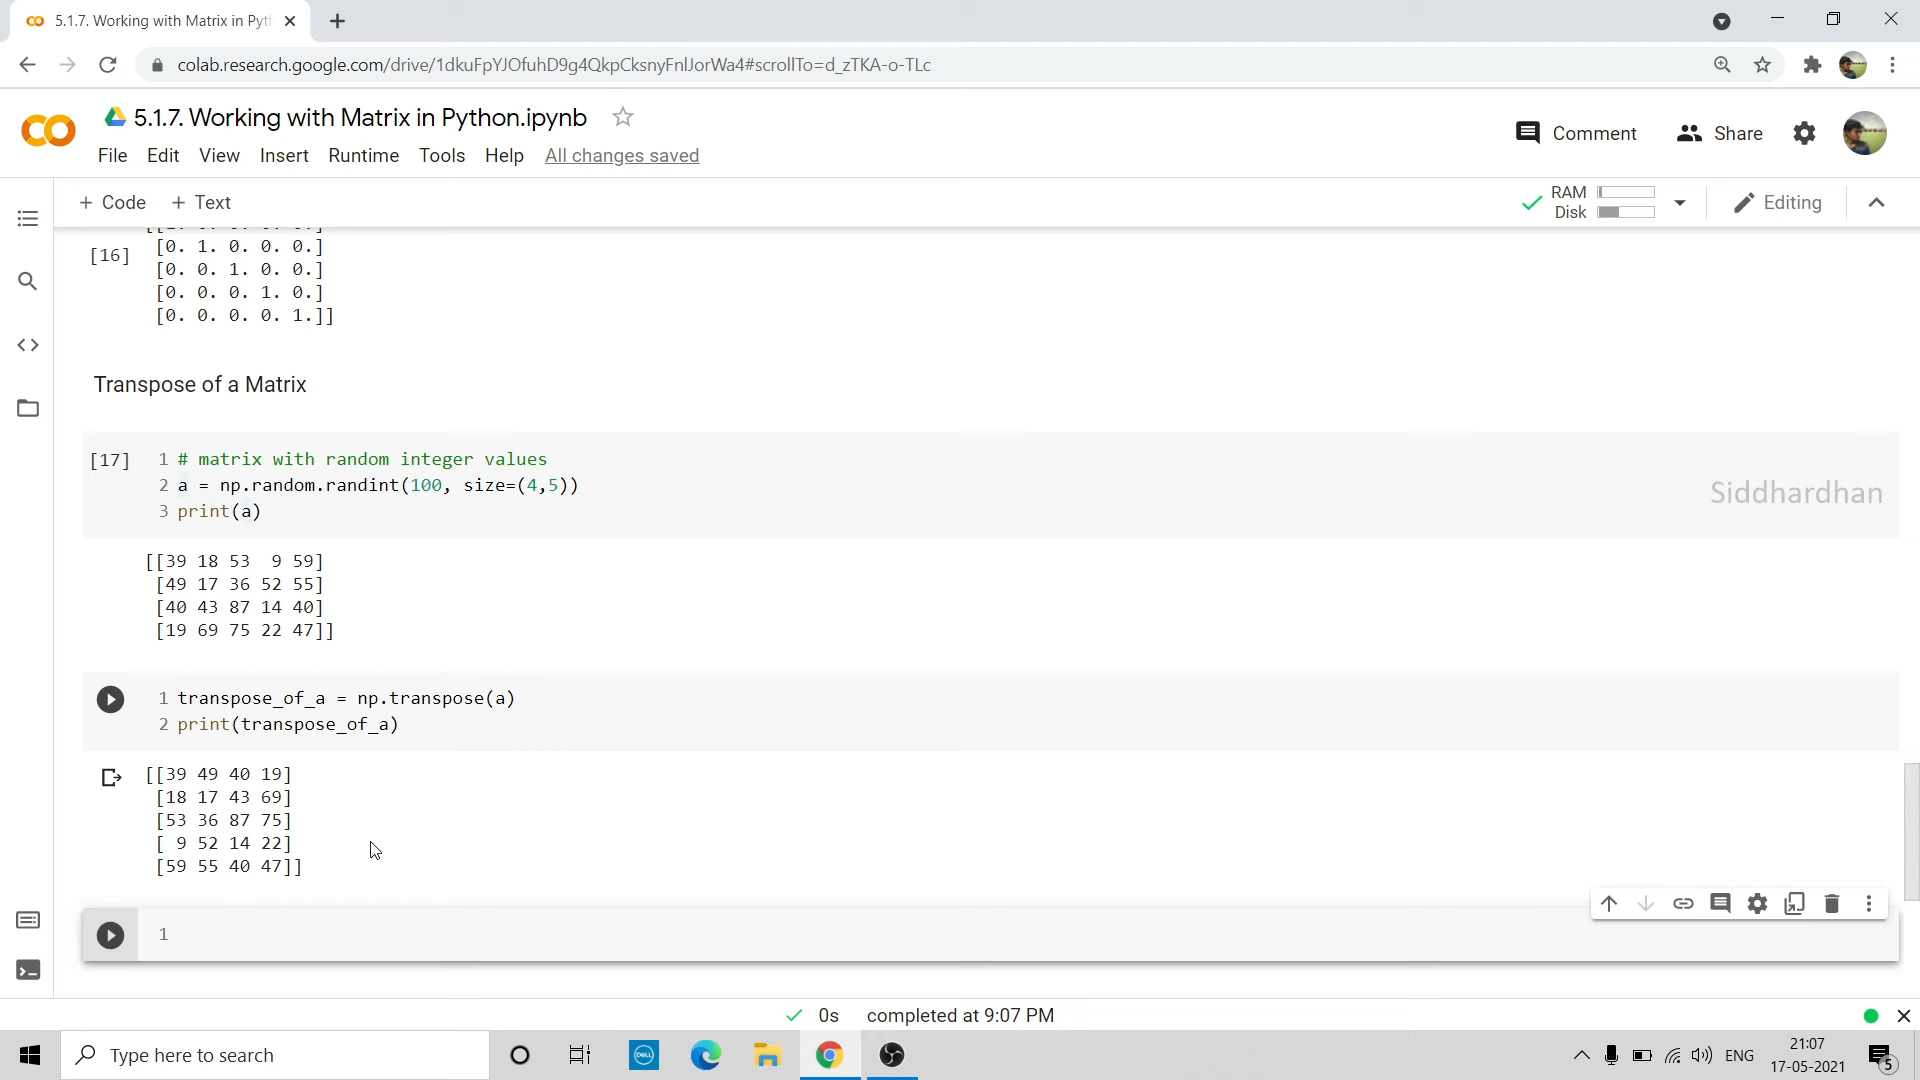 5.1.7. Working with Matrix in Pyth
colab.research.google.com/drive/1dkuFpYJOfuhD9g4QkpCksnyFnlJorWa4#scrollTo=d_zTKA-o-TLc
5.1.7. Working with Matrix in Python.ipynb
Comment Share
File Edit View Insert Runtime Tools Help All changes saved
+ Code + Text
RAM
Disk
Editing
[16]
[0. 1. 0. 0. 0.]
[0. 0. 1. 0. 0.]
[0. 0. 0. 1. 0.]
[0. 0. 0. 0. 1.]]
Transpose of a Matrix
[17]
1 # matrix with random integer values
2 a = np.random.randint(100, size=(4,5))
3 print(a)
Siddhardhan
[[39 18 53  9 59]
[49 17 36 52 55]
[40 43 87 14 40]
[19 69 75 22 47]]
1 transpose_of_a = np.transpose(a)
2 print(transpose_of_a)
[[39 49 40 19]
[18 17 43 69]
[53 36 87 75]
[ 9 52 14 22]
[59 55 40 47]]
1
0s completed at 9:07 PM
Type here to search
DELL
ENG
21:07
17-05-2021
5